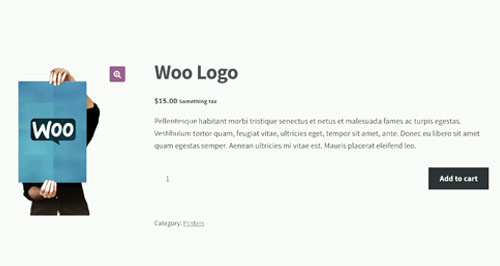 WOO
Woo Logo
$15.00 Something tax
Pellentesque habitant morbi tristique senectus et netus et malesuada fames ac turpis egestas.
Vestibulum tortor quam, feugiat vitae, ultricies eget, tempor sit amet, ante. Donec eu libero sit amet
quam egestas semper. Aenean ultricies mi vitae est. Mauris placerat eleifend leo.
1
Add to cart
Category: Posters